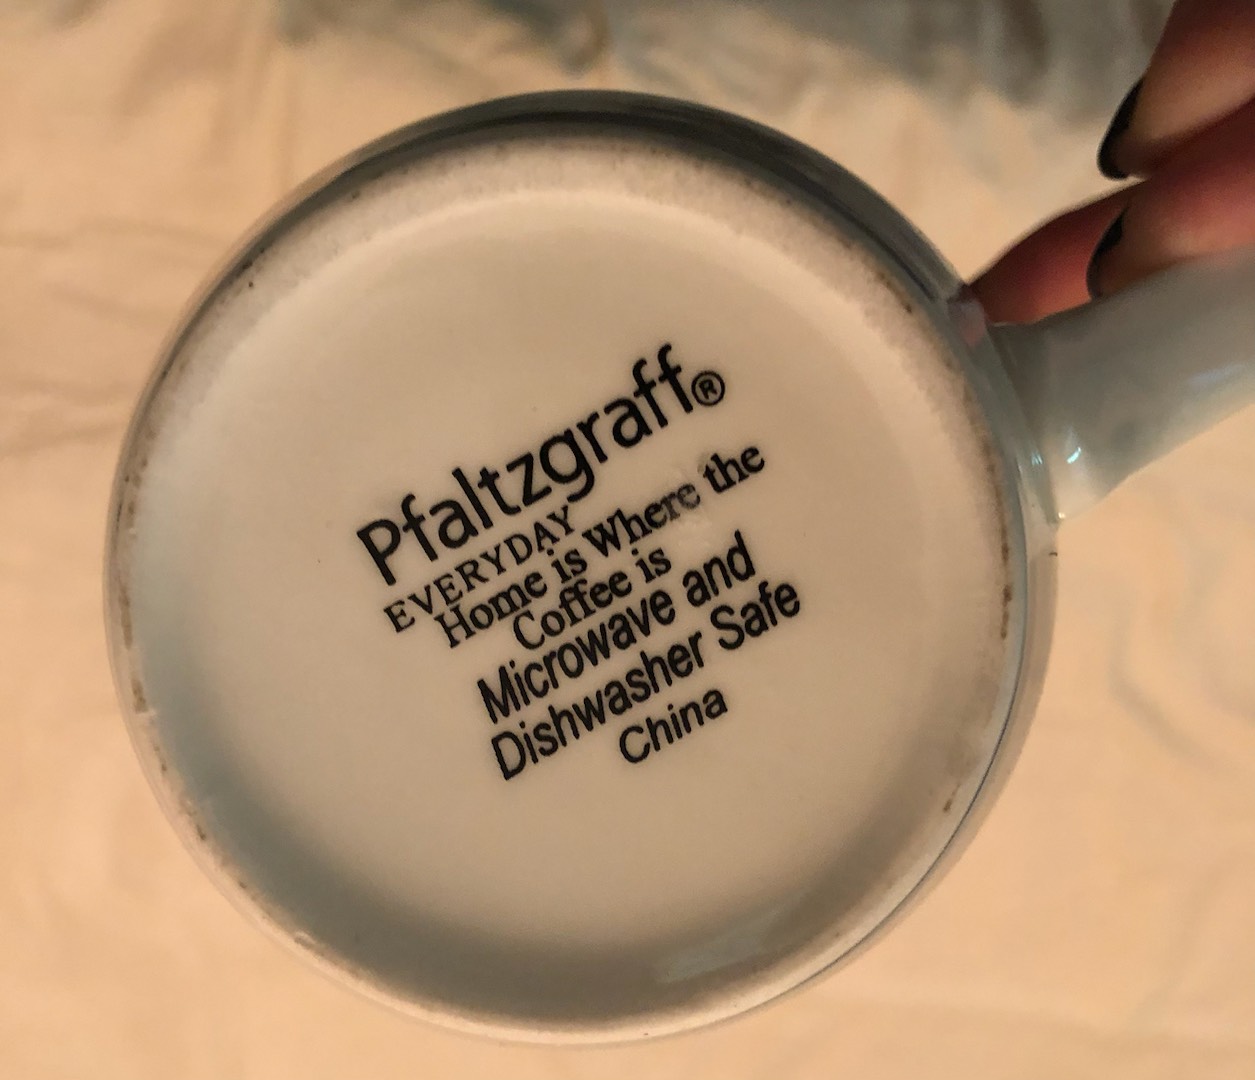 Pfaltzgraff®
EVERYDAY
Home is Where the
Coffee is
Microwave and
Dishwasher Safe
China